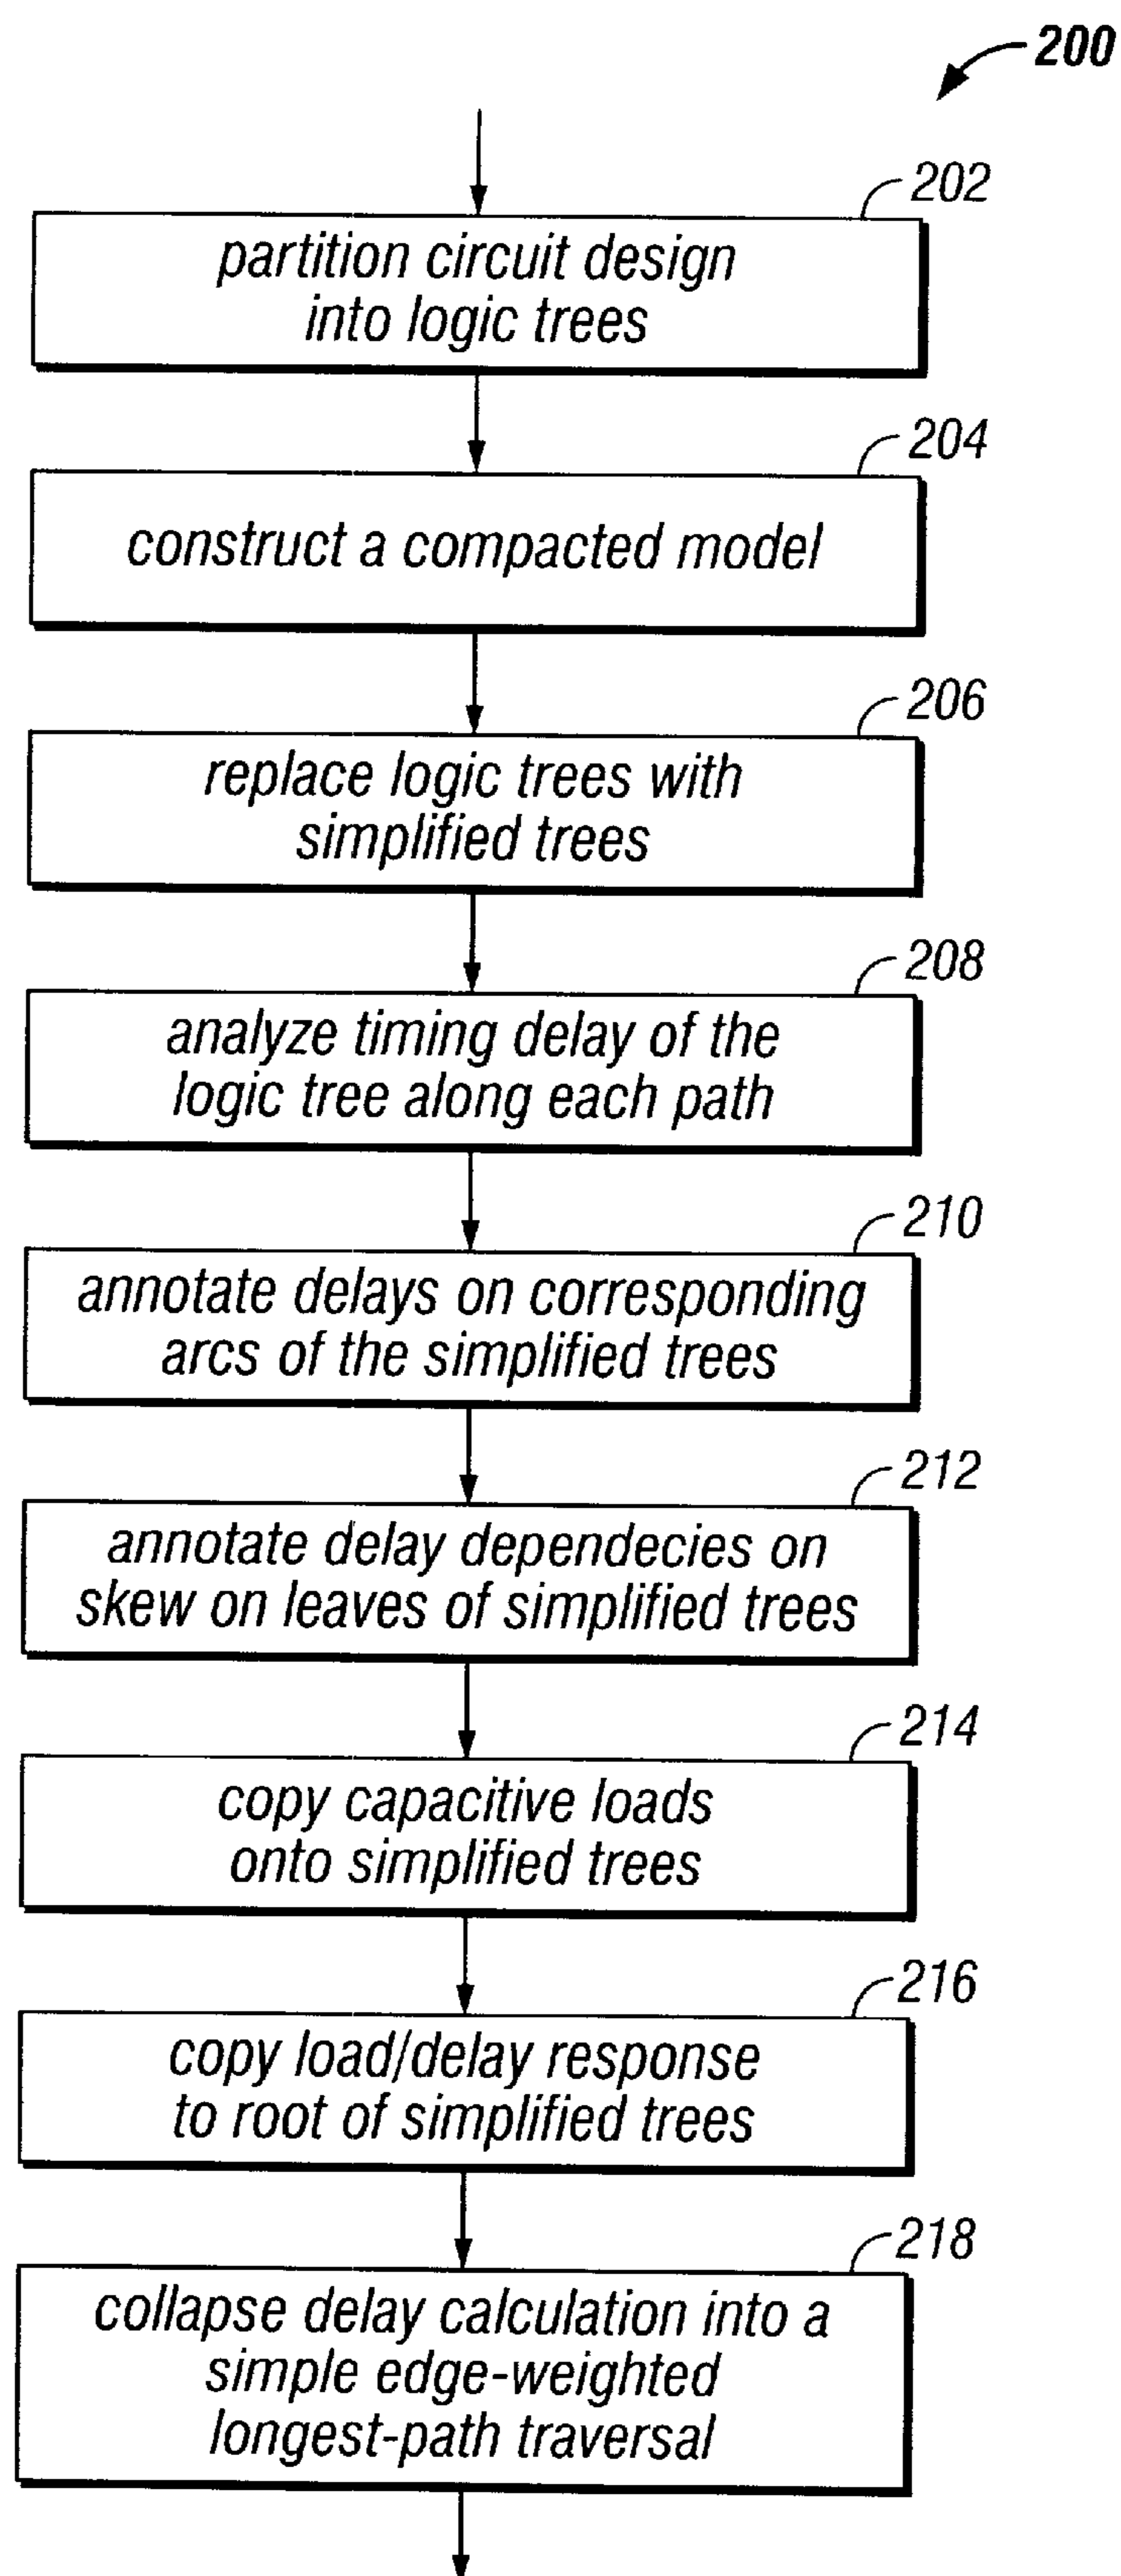 200
202
partition circuit design
into logic trees
204
construct a compacted model
206
replace logic trees with
simplified trees
208
analyze timing delay of the
logic tree along each path
210
annotate delays on corresponding
arcs of the simplified trees
212
annotate delay dependecies on
skew on leaves of simplified trees
214
copy capacitive loads
onto simplified trees
216
copy load/delay response
to root of simplified trees
218
collapse delay calculation into a
simple edge-weighted
longest-path traversal